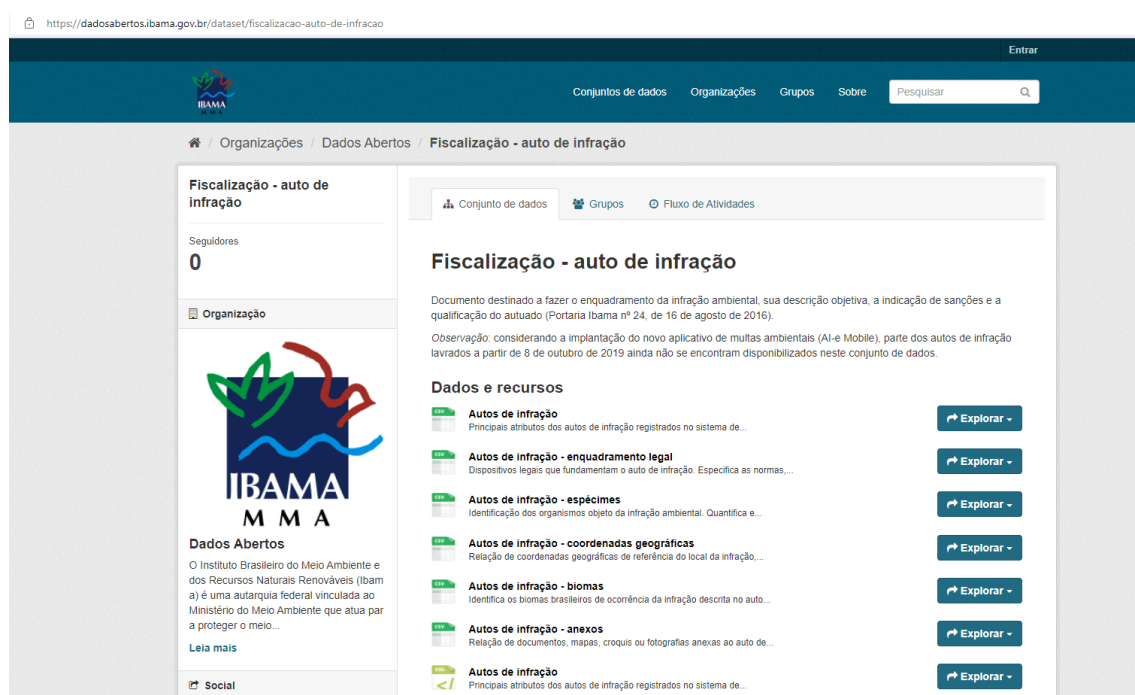 https://dadosabertos.ibama.gov.br/dataset/fiscalizacao-auto-de-infracao
Entrar
IBAMA
M M A
Conjuntos de dados
Organizações
Grupos
Sobre
Pesquisar
/ Organizações / Dados Abertos / Fiscalização - auto de infração
Fiscalização - auto de
infração
Seguidores
0
Organização
IBAMA
M M A
Dados Abertos
O Instituto Brasileiro do Meio Ambiente e
dos Recursos Naturais Renováveis (Ibam
a) é uma autarquia federal vinculada ao
Ministério do Meio Ambiente que atua par
a proteger o meio...
Leia mais
Social
Conjunto de dados
Grupos
Fluxo de Atividades
Fiscalização - auto de infração
Documento destinado a fazer o enquadramento da infração ambiental, sua descrição objetiva, a indicação de sanções e a
qualificação do autuado (Portaria Ibama nº 24, de 16 de agosto de 2016).
Observação: considerando a implantação do novo aplicativo de multas ambientais (AI-e Mobile), parte dos autos de infração
lavrados a partir de 8 de outubro de 2019 ainda não se encontram disponibilizados neste conjunto de dados.
Dados e recursos
CSV
Autos de infração
Principais atributos dos autos de infração registrados no sistema de...
Explorar
CSV
Autos de infração - enquadramento legal
Dispositivos legais que fundamentam o auto de infração. Especifica as normas,...
Explorar
CSV
Autos de infração - espécimes
Identificação dos organismos objeto da infração ambiental. Quantifica e...
Explorar
CSV
Autos de infração - coordenadas geográficas
Relação de coordenadas geográficas de referência do local da infração,...
Explorar
CSV
Autos de infração - biomas
Identifica os biomas brasileiros de ocorrência da infração descrita no auto...
Explorar
CSV
Autos de infração - anexos
Relação de documentos, mapas, croquis ou fotografias anexas ao auto de...
Explorar
XML
Autos de infração
Principais atributos dos autos de infração registrados no sistema de...
Explorar